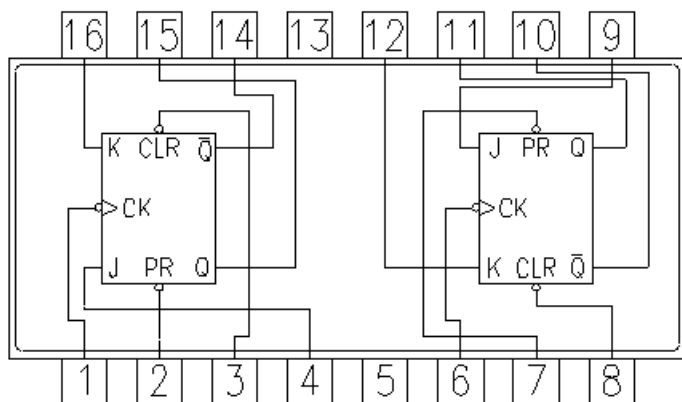 16 15 14 13 12 11 10 9
K CLR Q̅ J PR Q
CK CK
J PR Q K CLR Q̅
1 2 3 4 5 6 7 8